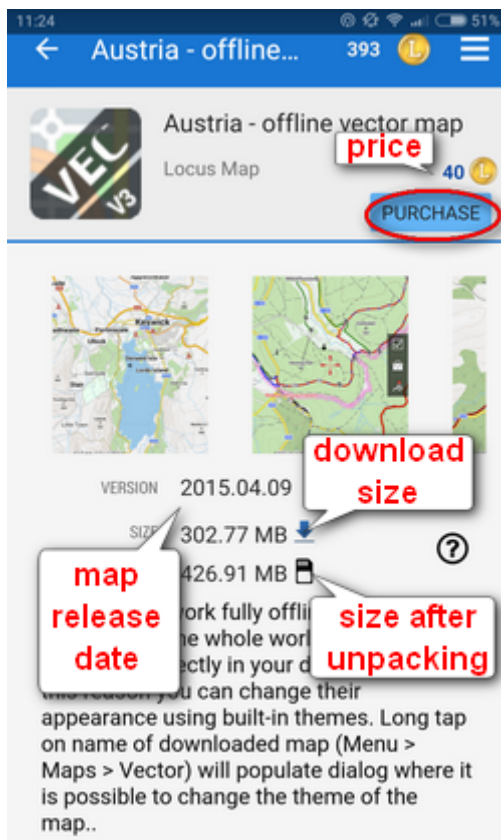 11:24 51%
Austria - offline... 393 L
VEC V3
Austria - offline vector map
price
Locus Map
40 L
PURCHASE
Keswick
download size
VERSION 2015.04.09
SIZE 302.77 MB
426.91 MB
map release date
size after unpacking
ork fully offli
e whole worl
ectly in your d
this reason you can change their
appearance using built-in themes. Long tap
on name of downloaded map (Menu >
Maps > Vector) will populate dialog where it
is possible to change the theme of the
map..